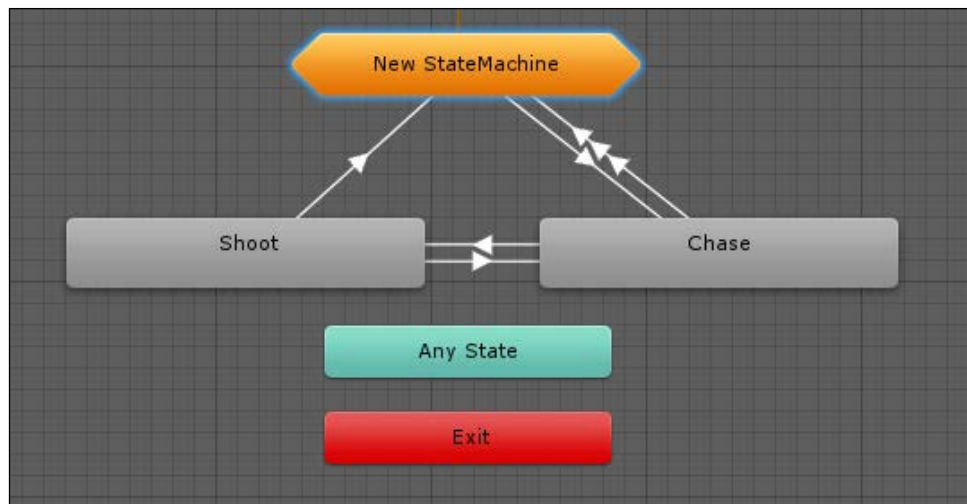 New StateMachine
Shoot
Chase
Any State
Exit